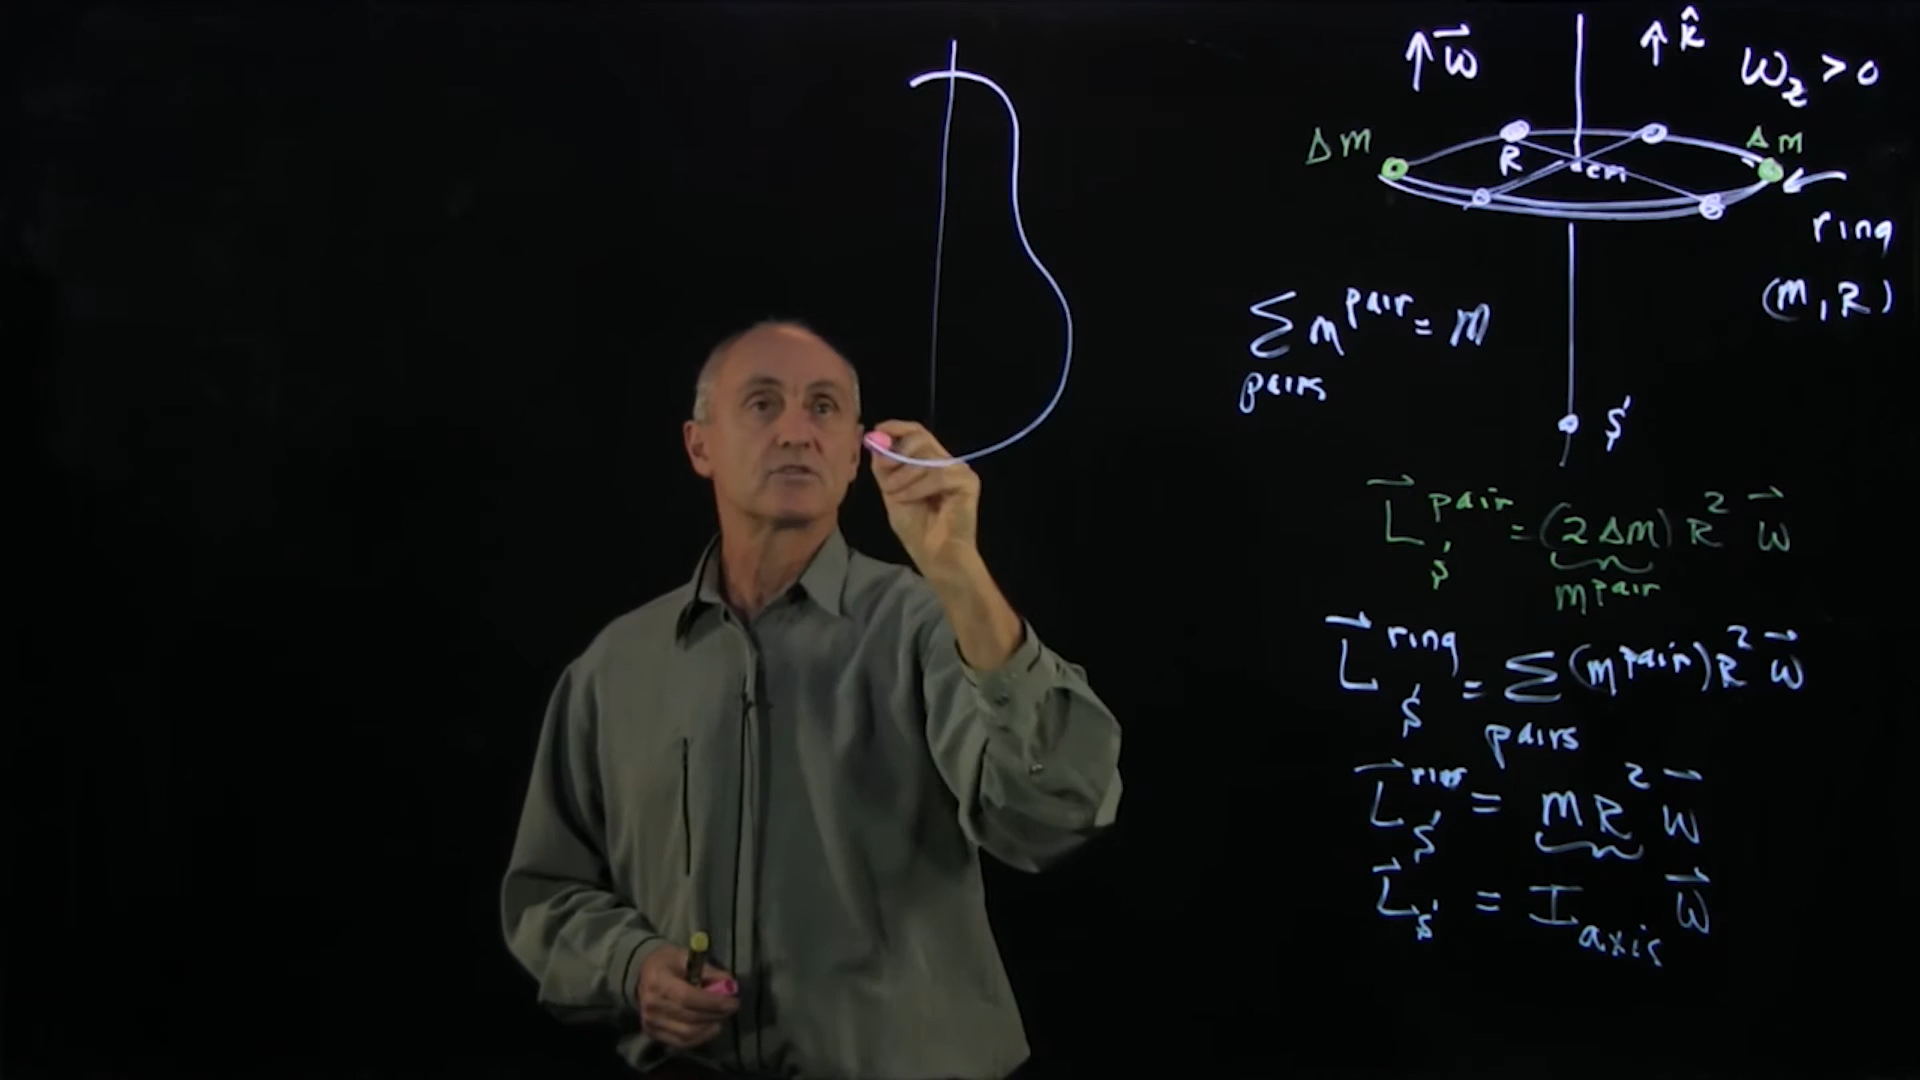 ↑ω⃗ ↑k̂ ω_z > 0
Δm Δm
R cm
ring
(m, R)
∑ m^pair = m
pairs
S
L⃗_S^pair = (2Δm) R² ω⃗
m^pair
L⃗_S^ring = ∑ (m^pair) R² ω⃗
pairs
L⃗_S^ring = m R² ω⃗
L⃗_S = I_axis ω⃗